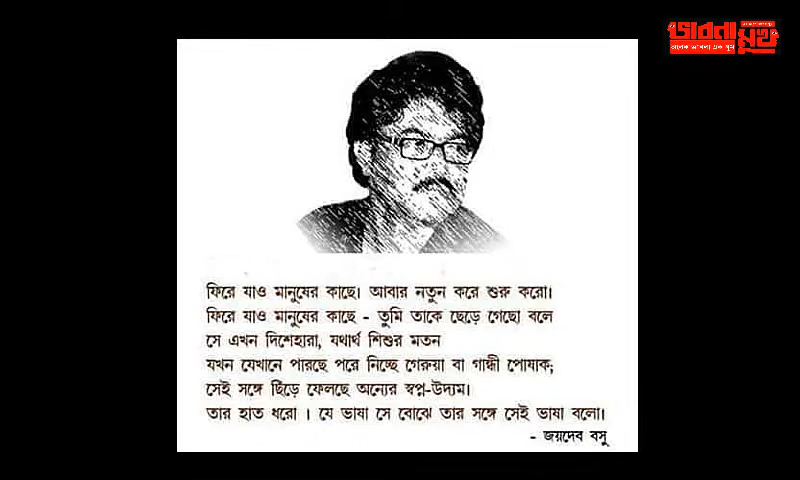 ভাবনা মুখ
ফিরে যাও মানুষের কাছে। আবার নতুন করে শুরু করো।
ফিরে যাও মানুষের কাছে - তুমি তাকে ছেড়ে গেছো বলে
সে এখন দিশেহারা, যথার্থ শিশুর মতন
যখন যেখানে পারছে পরে নিচ্ছে গেরুয়া বা গান্ধী পোষাক;
সেই সঙ্গে ছিঁড়ে ফেলছে অন্যের স্বপ্ন-উদ্যম।
তার হাত ধরো । যে ভাষা সে বোঝে তার সঙ্গে সেই ভাষা বলো।
- জয়দেব বসু